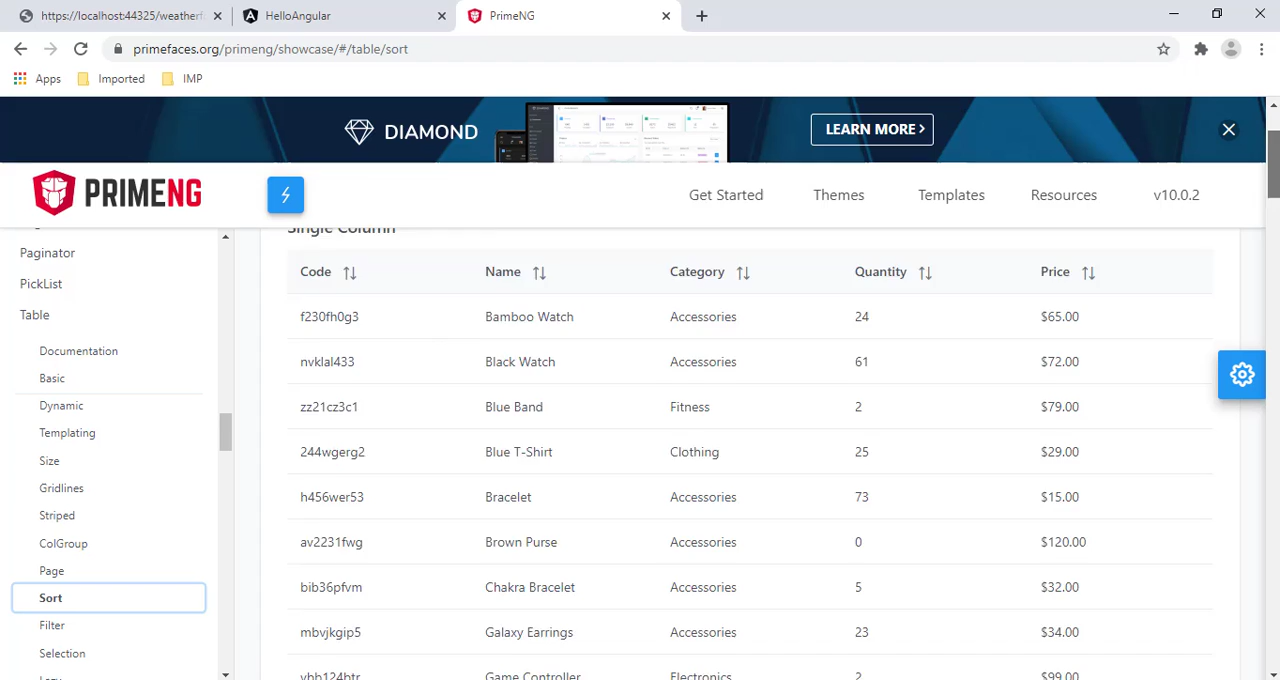 https://localhost:44325/weatherf
HelloAngular
PrimeNG
primefaces.org/primeng/showcase/#/table/sort
Apps Imported IMP
DIAMOND LEARN MORE
PRIMENG Get Started Themes Templates Resources v10.0.2
Paginator
PickList
Table
Documentation
Basic
Dynamic
Templating
Size
Gridlines
Striped
ColGroup
Page
Sort
Filter
Selection
Single Column
Code Name Category Quantity Price
f230fh0g3 Bamboo Watch Accessories 24 $65.00
nvklal433 Black Watch Accessories 61 $72.00
zz21cz3c1 Blue Band Fitness 2 $79.00
244wgerg2 Blue T-Shirt Clothing 25 $29.00
h456wer53 Bracelet Accessories 73 $15.00
av2231fwg Brown Purse Accessories 0 $120.00
bib36pfvm Chakra Bracelet Accessories 5 $32.00
mbvjkgip5 Galaxy Earrings Accessories 23 $34.00
vbb124btr Game Controller Electronics 2 $99.00